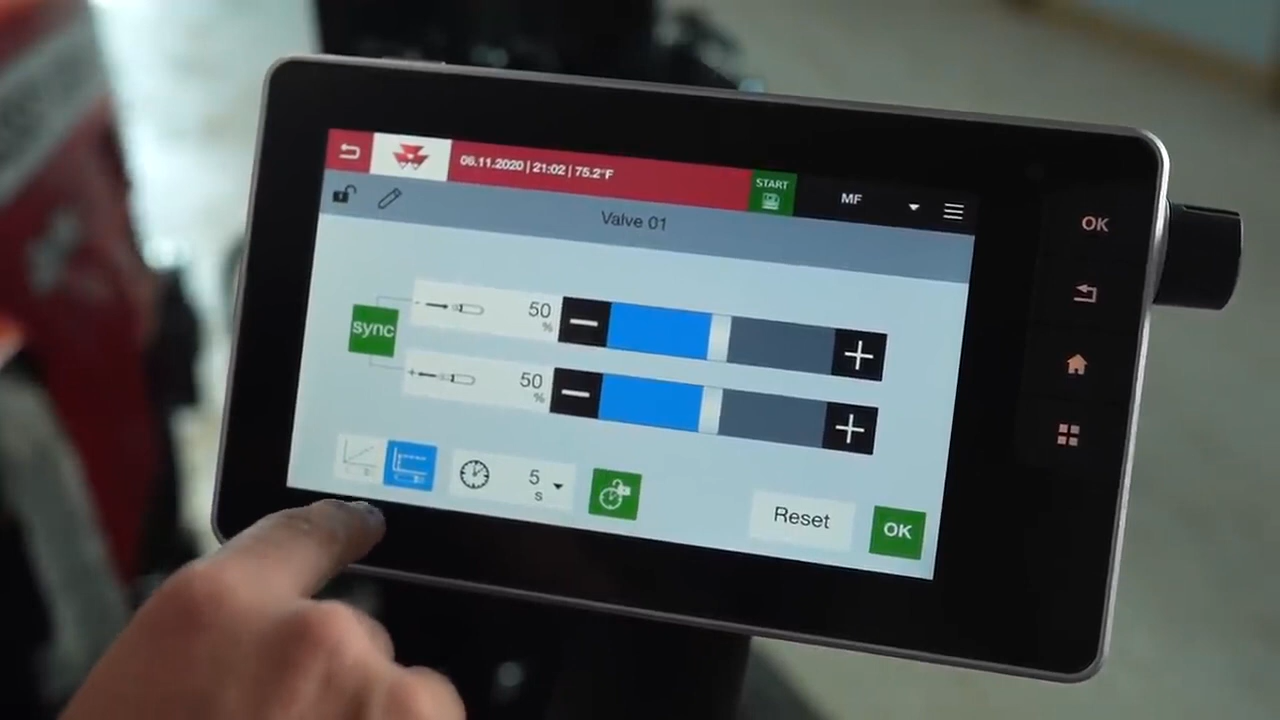 06.11.2020 | 21:02 | 75.2°F
START
MF
Valve 01
OK
sync
- 50 %
+ 50 %
5 s
Reset
OK